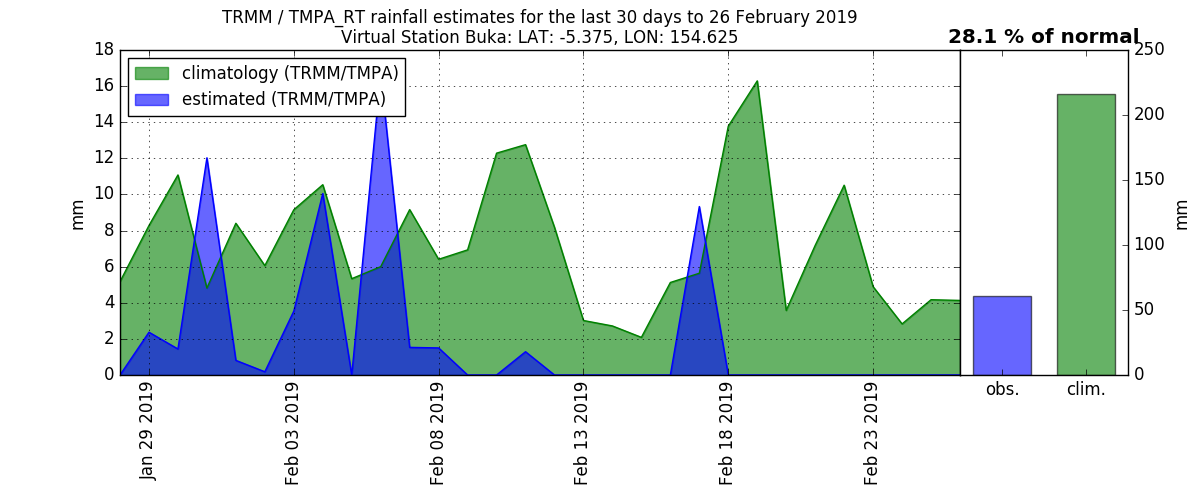 TRMM / TMPA_RT rainfall estimates for the last 30 days to 26 February 2019
Virtual Station Buka: LAT: -5.375, LON: 154.625
28.1 % of normal
climatology (TRMM/TMPA)
estimated (TRMM/TMPA)
18
16
14
12
10
8
6
4
2
0
mm
Jan 29 2019
Feb 03 2019
Feb 08 2019
Feb 13 2019
Feb 18 2019
Feb 23 2019
250
200
150
100
50
0
mm
obs.
clim.